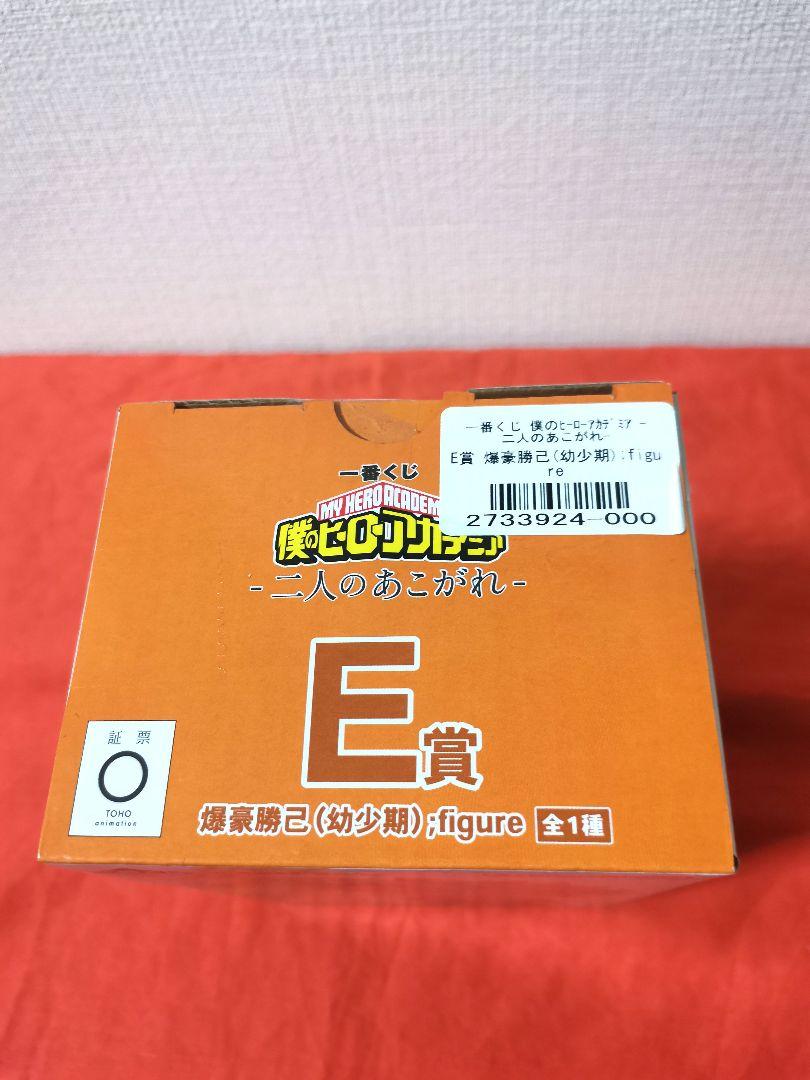 一番くじ 僕のﾋｰﾛｰｱｶﾃﾞﾐｱ -
二人のあこがれ-
E賞 爆豪勝己(幼少期);figu
re
2733924-000
一番くじ
MY HERO ACADEM
僕のヒーローアカデミア
-二人のあこがれ-
E賞
爆豪勝己(幼少期);figure 全1種
証票
TOHO
animation